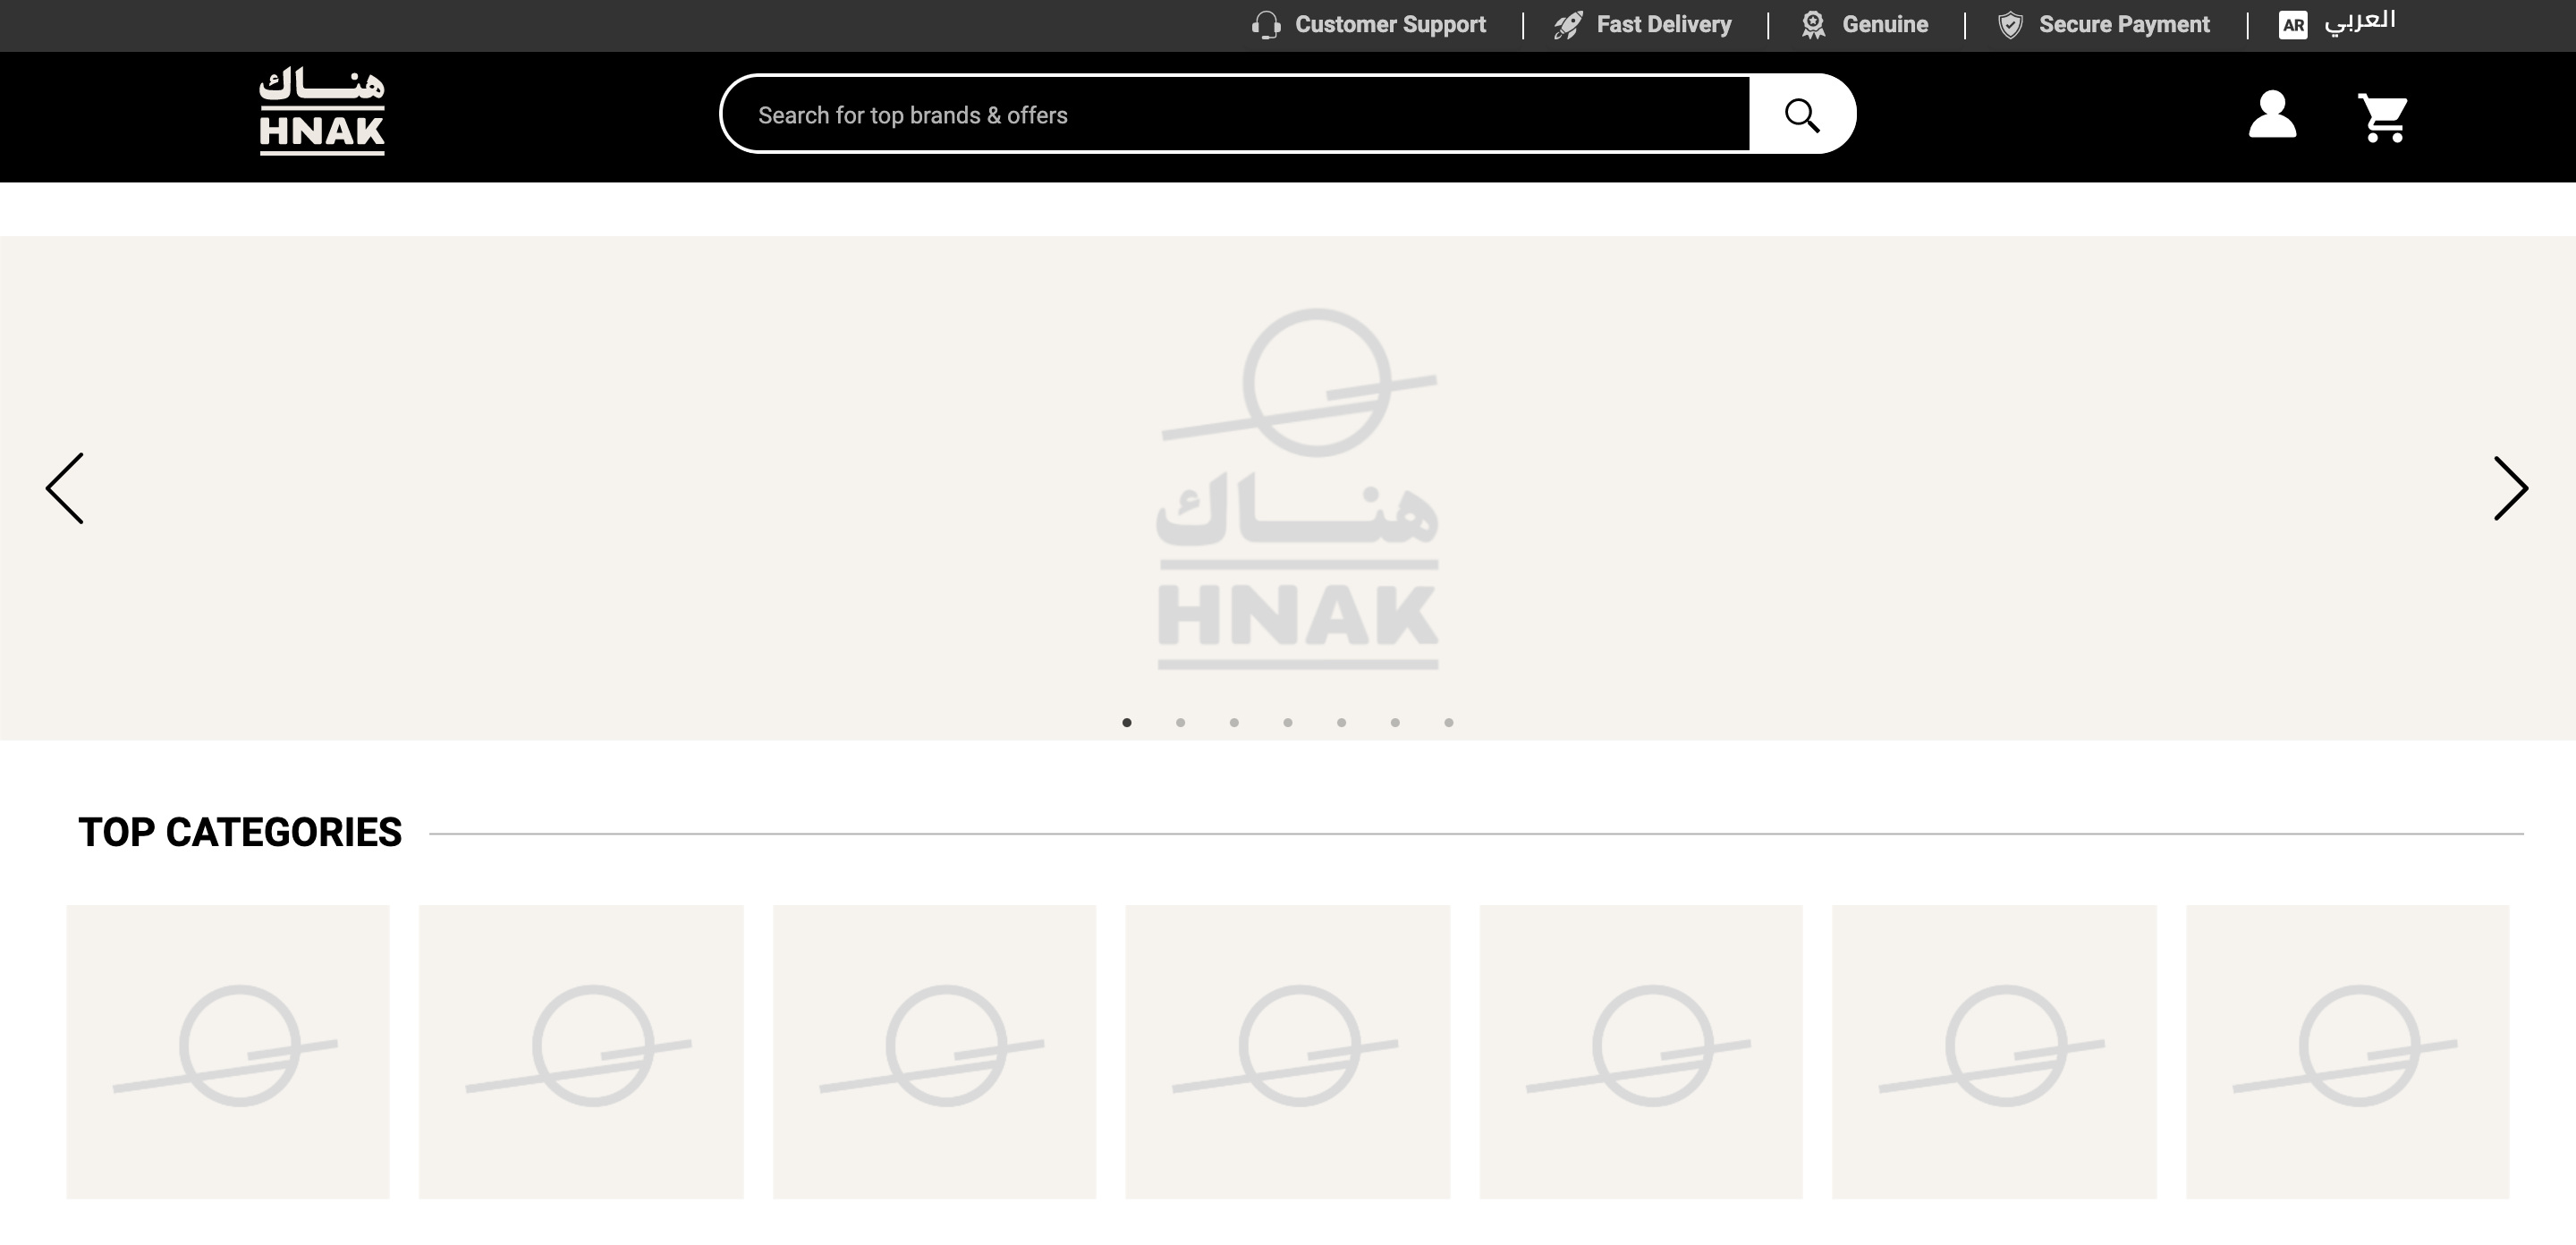 Customer Support
Fast Delivery
Genuine
Secure Payment
AR العربي
هناك
HNAK
Search for top brands & offers
هناك
HNAK
TOP CATEGORIES